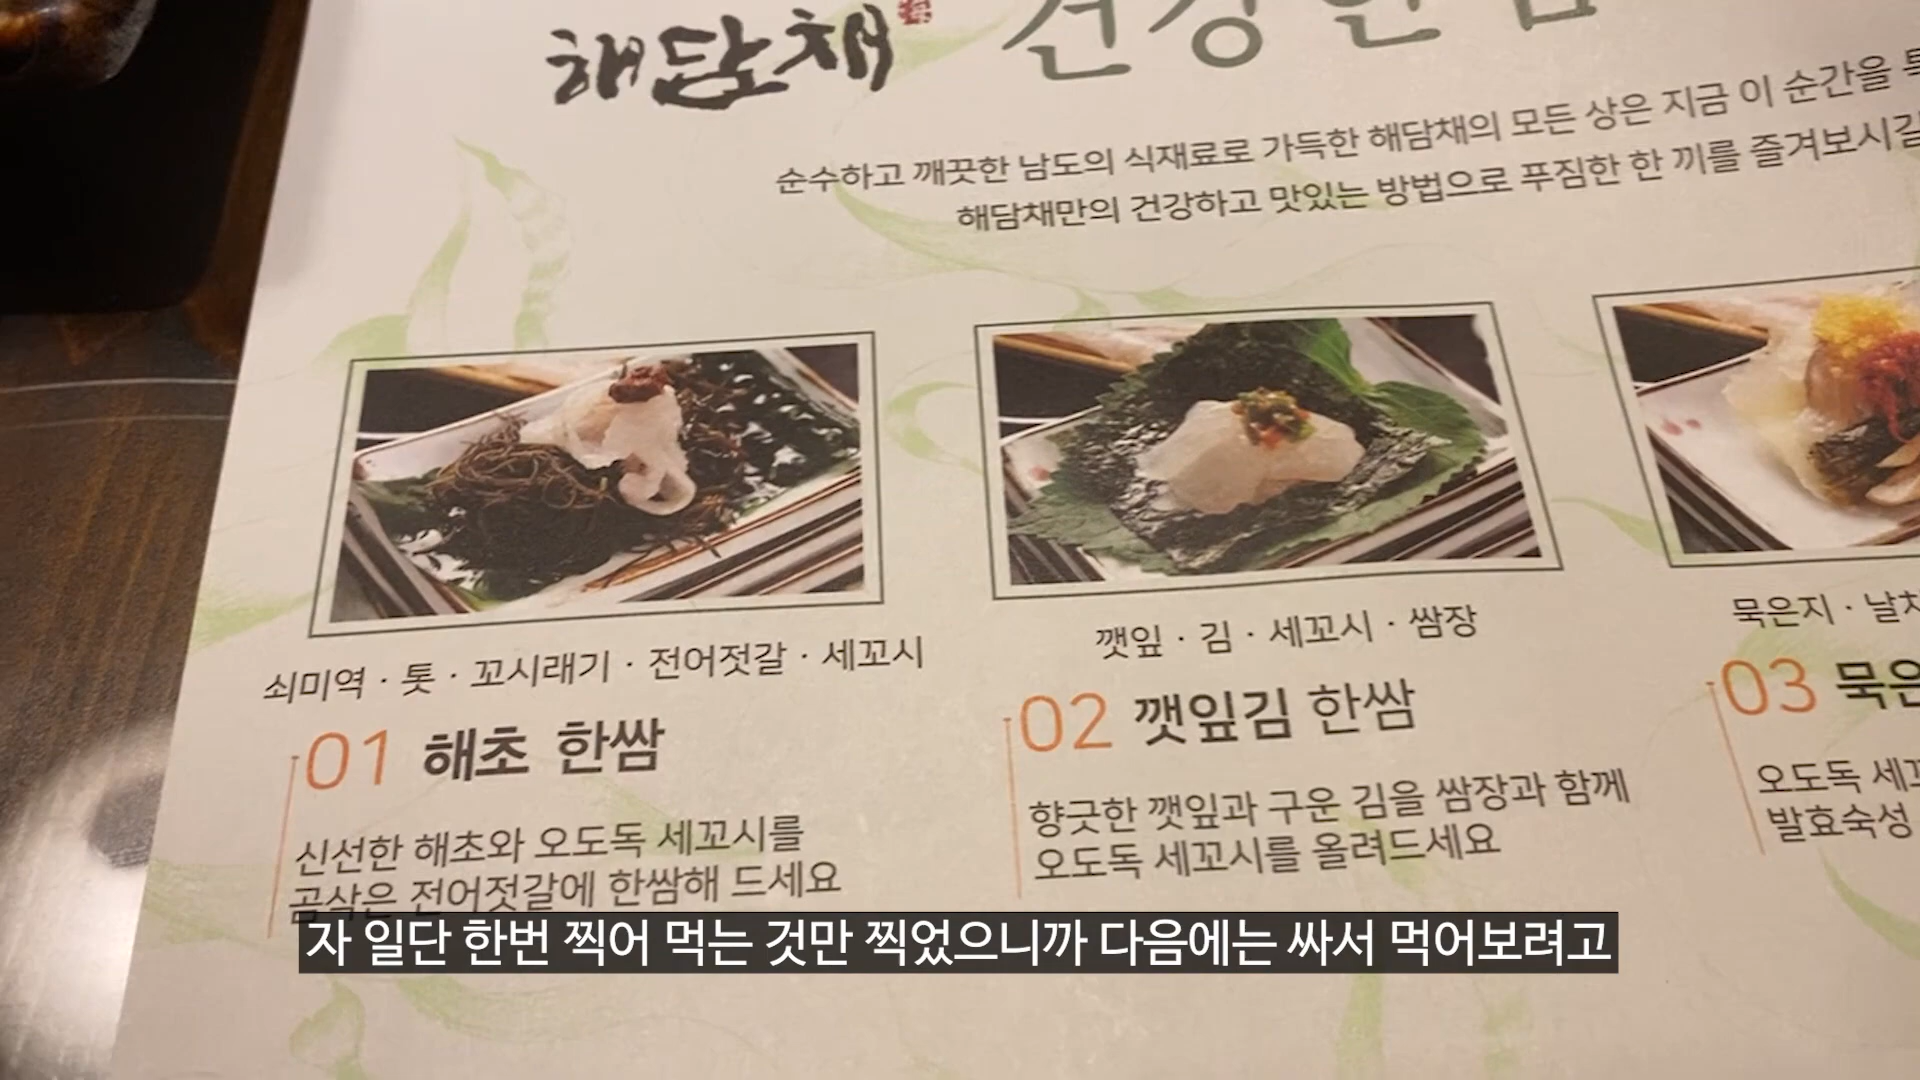 해담채 건강한
순수하고 깨끗한 남도의 식재료로 가득한 해담채의 모든 상은 지금 이 순간을
해담채만의 건강하고 맛있는 방법으로 푸짐한 한 끼를 즐겨보시길
쇠미역 · 톳 · 꼬시래기 · 전어젓갈 · 세꼬시
01 해초 한쌈
신선한 해초와 오도독 세꼬시를
곰삭은 전어젓갈에 한쌈해 드세요
깻잎 · 김 · 세꼬시 · 쌈장
02 깻잎김 한쌈
향긋한 깻잎과 구운 김을 쌈장과 함께
오도독 세꼬시를 올려드세요
묵은지 · 날치
03 묵은
오도독 세꼬
발효숙성
자 일단 한번 찍어 먹는 것만 찍었으니까 다음에는 싸서 먹어보려고